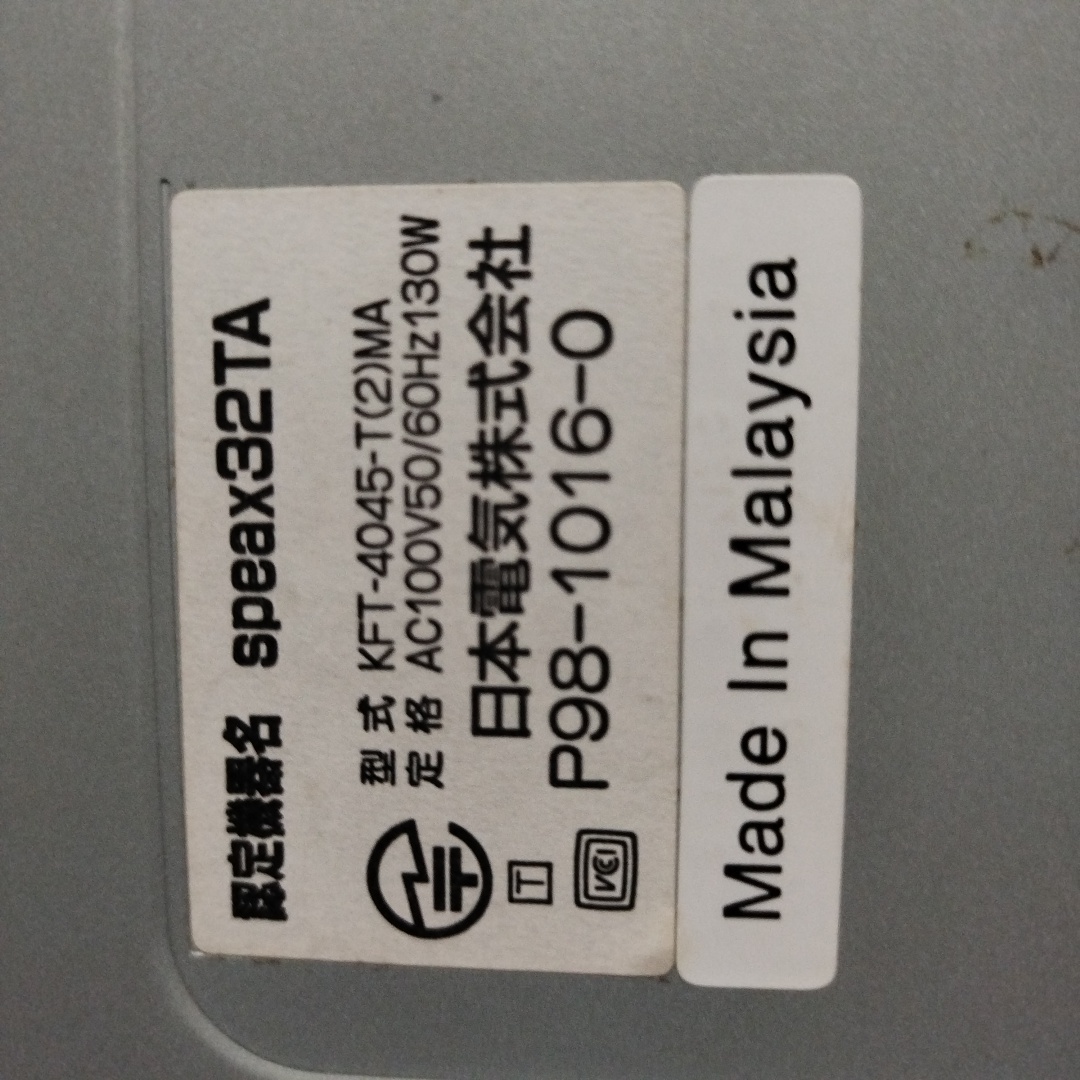 認定機器名 speax32TA
型式 KFT-4045-T(2)MA
定格 AC100V50/60Hz130W
日本電気株式会社
T
VCCI P98-1016-0
Made In Malaysia